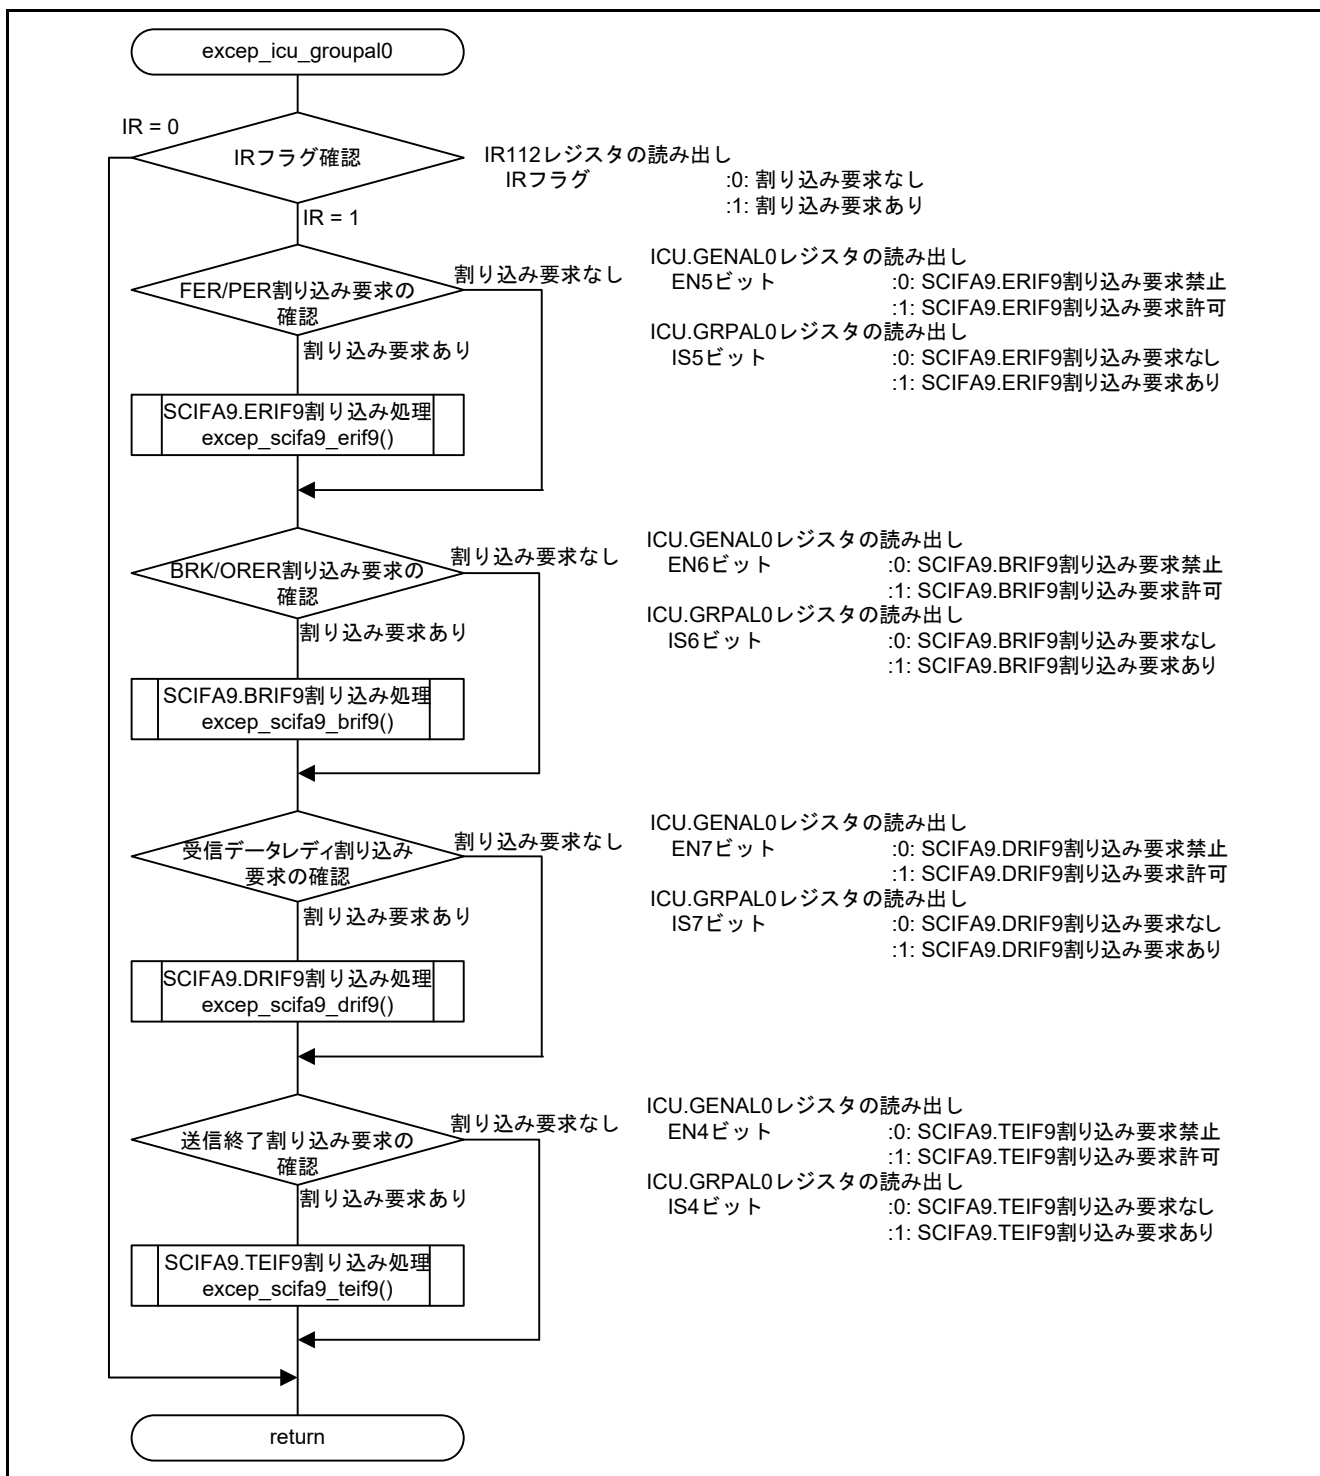 excep_icu_groupal0
IR = 0
IRフラグ確認
IR112レジスタの読み出し
IRフラグ :0: 割り込み要求なし
:1: 割り込み要求あり
IR = 1
FER/PER割り込み要求の
確認
割り込み要求なし
ICU.GENAL0レジスタの読み出し
EN5ビット :0: SCIFA9.ERIF9割り込み要求禁止
:1: SCIFA9.ERIF9割り込み要求許可
ICU.GRPAL0レジスタの読み出し
IS5ビット :0: SCIFA9.ERIF9割り込み要求なし
:1: SCIFA9.ERIF9割り込み要求あり
割り込み要求あり
SCIFA9.ERIF9割り込み処理
excep_scifa9_erif9()
BRK/ORER割り込み要求の
確認
割り込み要求なし
ICU.GENAL0レジスタの読み出し
EN6ビット :0: SCIFA9.BRIF9割り込み要求禁止
:1: SCIFA9.BRIF9割り込み要求許可
ICU.GRPAL0レジスタの読み出し
IS6ビット :0: SCIFA9.BRIF9割り込み要求なし
:1: SCIFA9.BRIF9割り込み要求あり
割り込み要求あり
SCIFA9.BRIF9割り込み処理
excep_scifa9_brif9()
受信データレディ割り込み
要求の確認
割り込み要求なし
ICU.GENAL0レジスタの読み出し
EN7ビット :0: SCIFA9.DRIF9割り込み要求禁止
:1: SCIFA9.DRIF9割り込み要求許可
ICU.GRPAL0レジスタの読み出し
IS7ビット :0: SCIFA9.DRIF9割り込み要求なし
:1: SCIFA9.DRIF9割り込み要求あり
割り込み要求あり
SCIFA9.DRIF9割り込み処理
excep_scifa9_drif9()
送信終了割り込み要求の
確認
割り込み要求なし
ICU.GENAL0レジスタの読み出し
EN4ビット :0: SCIFA9.TEIF9割り込み要求禁止
:1: SCIFA9.TEIF9割り込み要求許可
ICU.GRPAL0レジスタの読み出し
IS4ビット :0: SCIFA9.TEIF9割り込み要求なし
:1: SCIFA9.TEIF9割り込み要求あり
割り込み要求あり
SCIFA9.TEIF9割り込み処理
excep_scifa9_teif9()
return